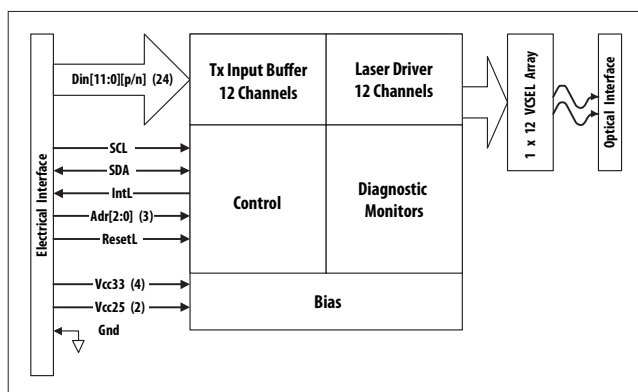 Electrical Interface
Din[11:0][p/n] (24)
SCL
SDA
IntL
Adr[2:0] (3)
ResetL
Vcc33 (4)
Vcc25 (2)
Gnd
Tx Input Buffer
12 Channels
Laser Driver
12 Channels
Control
Diagnostic
Monitors
Bias
1 x 12 VCSEL Array
Optical Interface